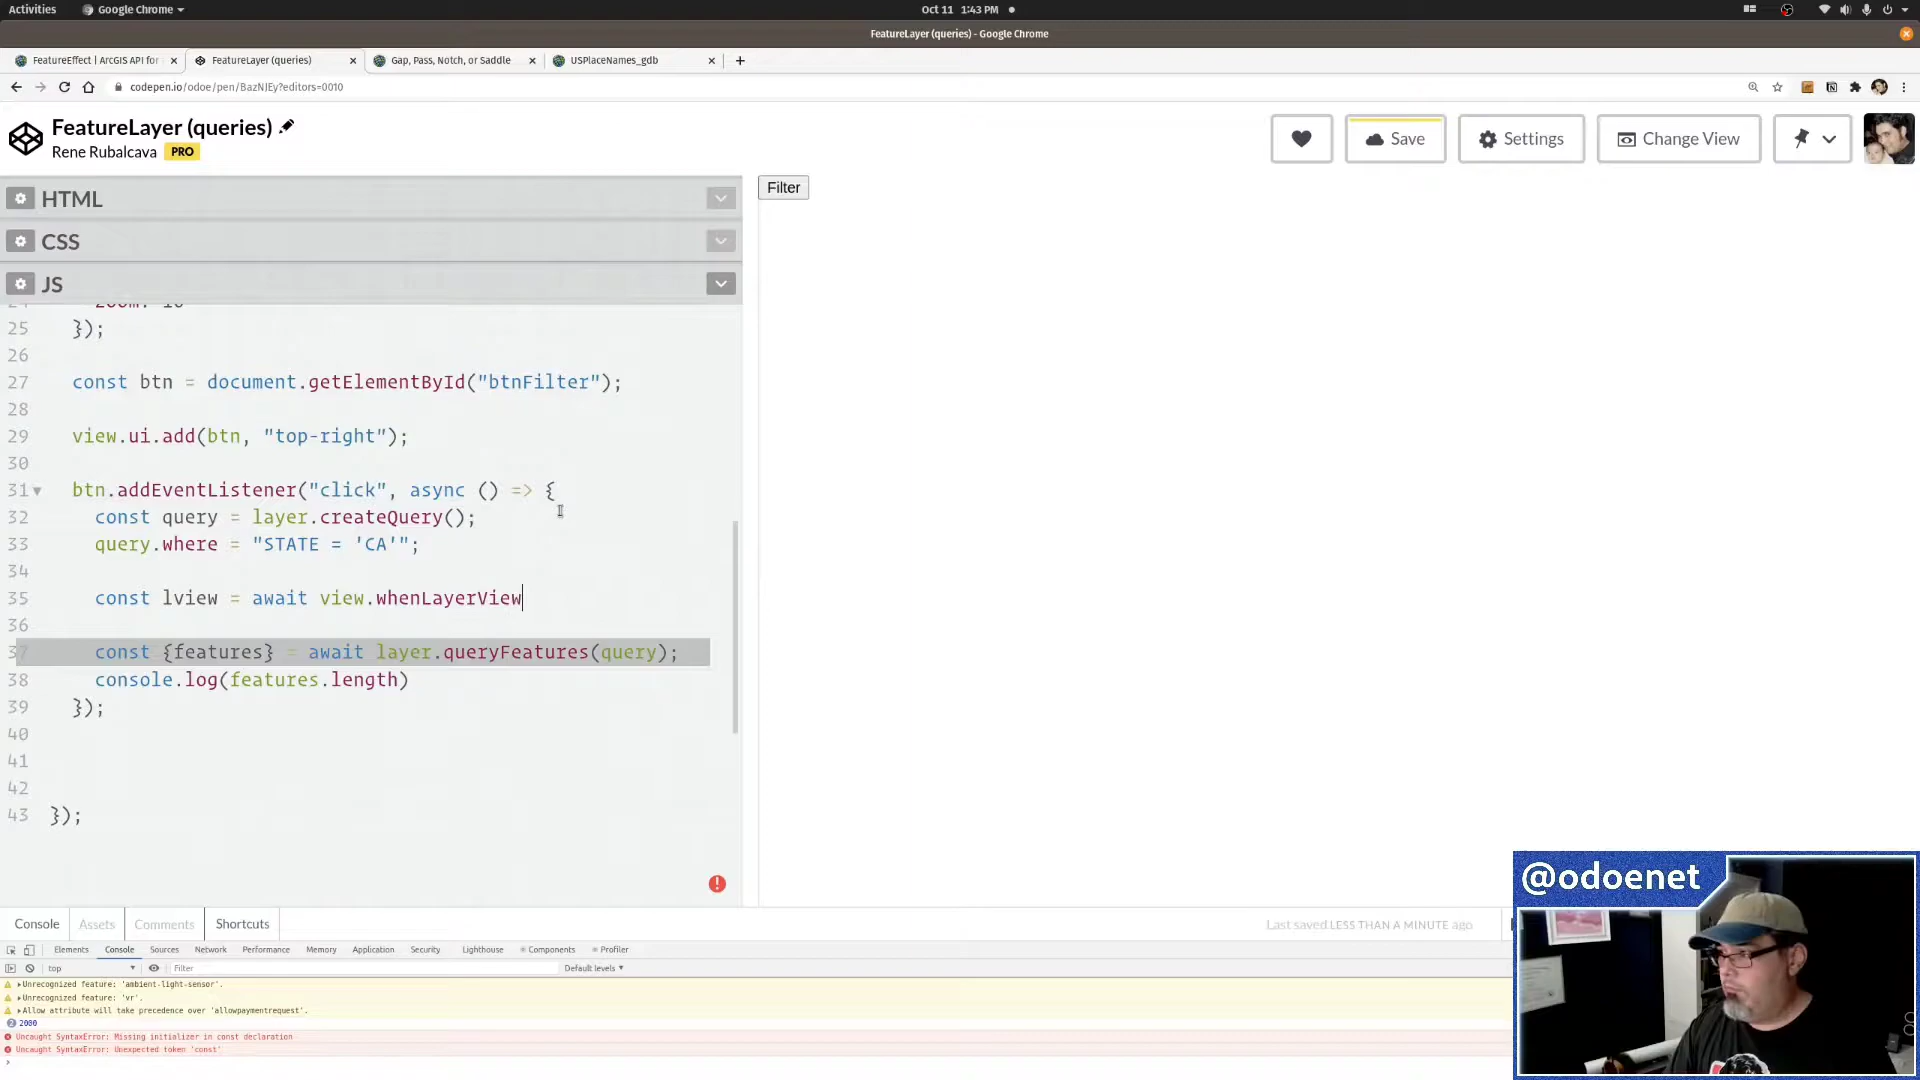 Activities
Google Chrome
Oct 11 1:43 PM
FeatureLayer (queries) - Google Chrome
FeatureEffect | ArcGIS API for
FeatureLayer (queries)
Gap, Pass, Notch, or Saddle
USPlaceNames_gdb
codepen.io/odoe/pen/BazNJEy?editors=0010
FeatureLayer (queries)
Rene Rubalcava PRO
Save
Settings
Change View
HTML
CSS
JS
Filter
25 });
26
27 const btn = document.getElementById("btnFilter");
28
29 view.ui.add(btn, "top-right");
30
31 btn.addEventListener("click", async () => {
32 const query = layer.createQuery();
33 query.where = "STATE = 'CA'";
34
35 const lview = await view.whenLayerView
36
37 const {features} = await layer.queryFeatures(query);
38 console.log(features.length)
39 });
40
41
42
43 });
Console
Assets
Comments
Shortcuts
Last saved LESS THAN A MINUTE ago
Elements
Console
Sources
Network
Performance
Memory
Application
Security
Lighthouse
Components
Profiler
top
Filter
Default levels
Unrecognized feature: 'ambient-light-sensor'.
Unrecognized feature: 'vr'.
Allow attribute will take precedence over 'allowpaymentrequest'.
2 2000
Uncaught SyntaxError: Missing initializer in const declaration
Uncaught SyntaxError: Unexpected token 'const'
@odoenet